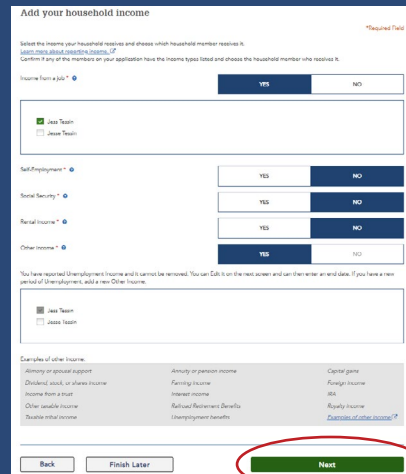 Add your household income
*Required Field
Select the income your household receives and choose which household member receives it.
Learn more about reporting income.
Confirm if any of the members on your application have the income types listed and choose the household member who receives it.
Income from a job *
YES NO
Jess Tessin
Jesse Tessin
Self-Employment *
YES NO
Social Security *
YES NO
Rental Income *
YES NO
Other Income *
YES NO
You have reported Unemployment Income and it cannot be removed. You can Edit it on the next screen and can then enter an end date. If you have a new
period of Unemployment, add a new Other Income.
Jess Tessin
Jesse Tessin
Examples of other income:
Alimony or spousal support Annuity or pension income Capital gains
Dividend, stock, or shares income Farming Income Foreign Income
Income from a trust Interest income IRA
Other taxable income Railroad Retirement Benefits Royalty income
Taxable tribal income Unemployment benefits Examples of other income
Back Finish Later Next